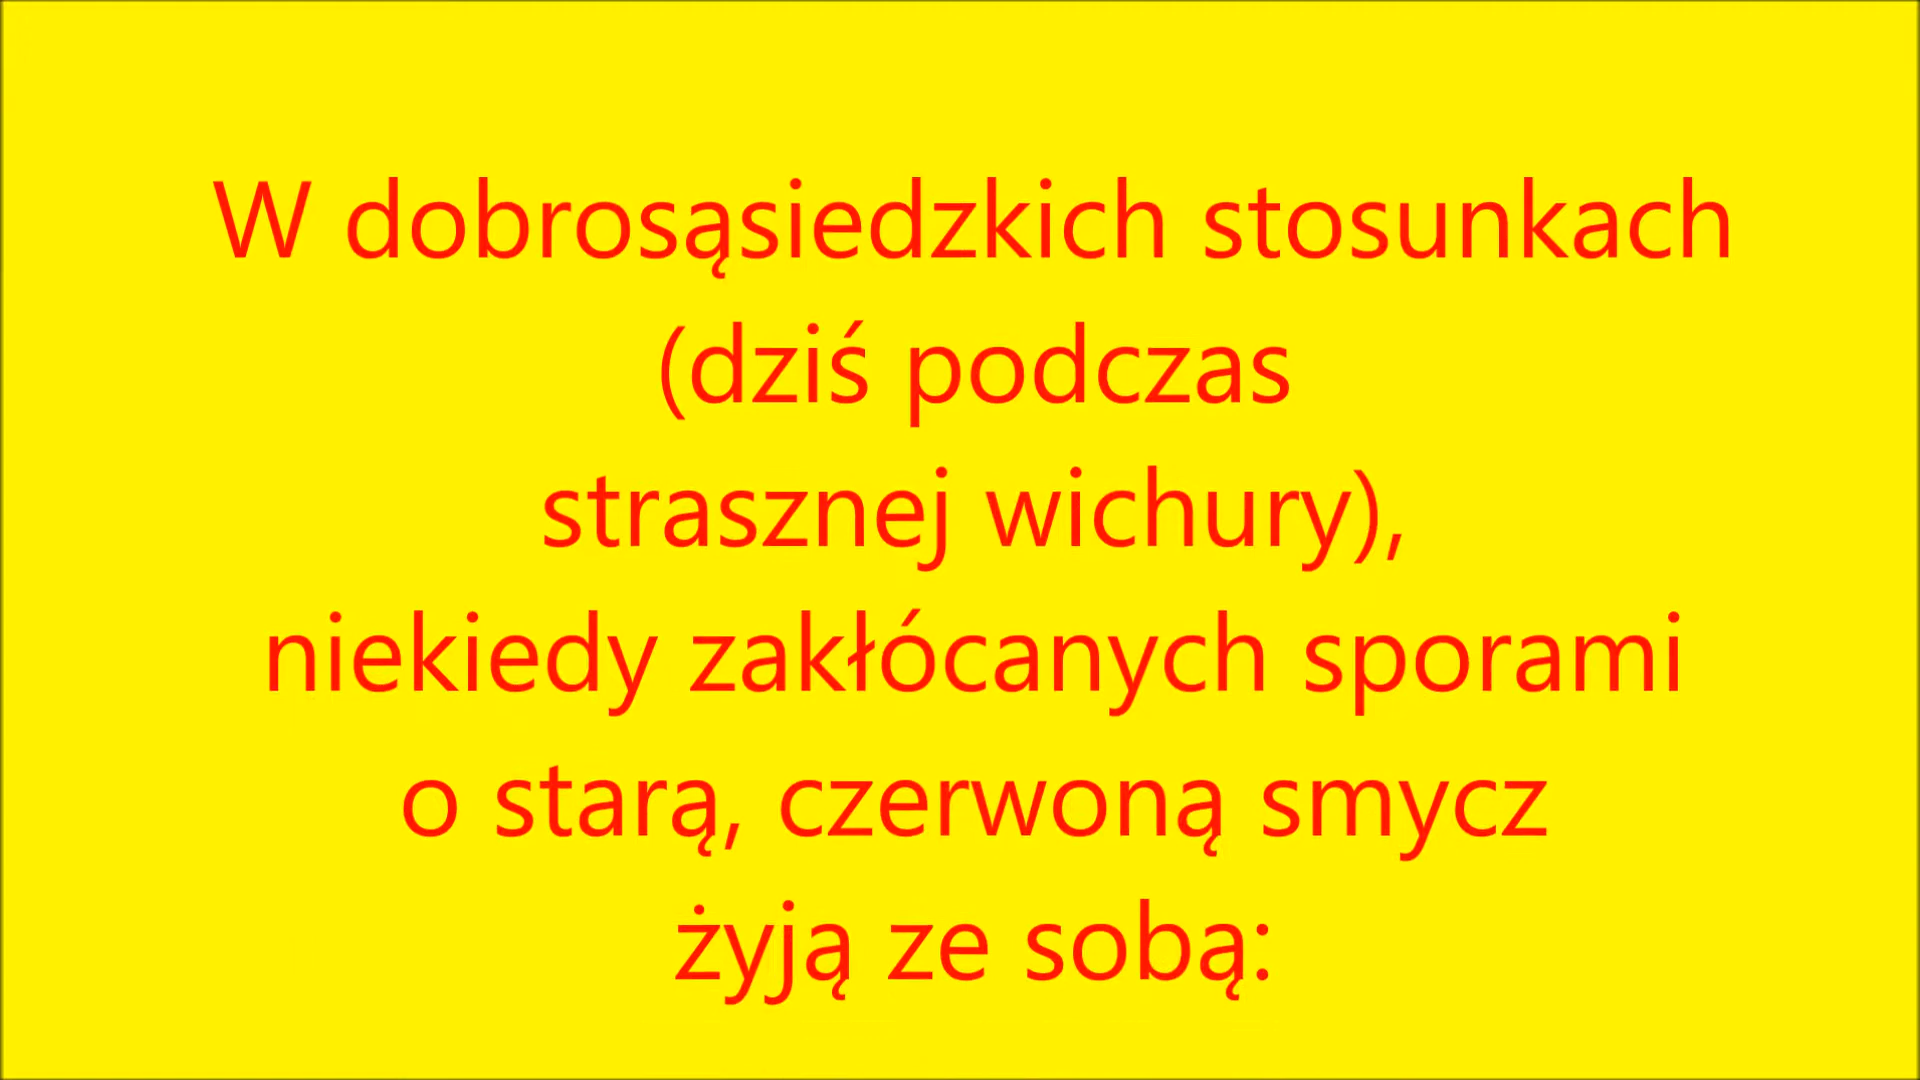 W dobrosąsiedzkich stosunkach
(dziś podczas
strasznej wichury),
niekiedy zakłócanych sporami
o starą, czerwoną smycz
żyją ze sobą: